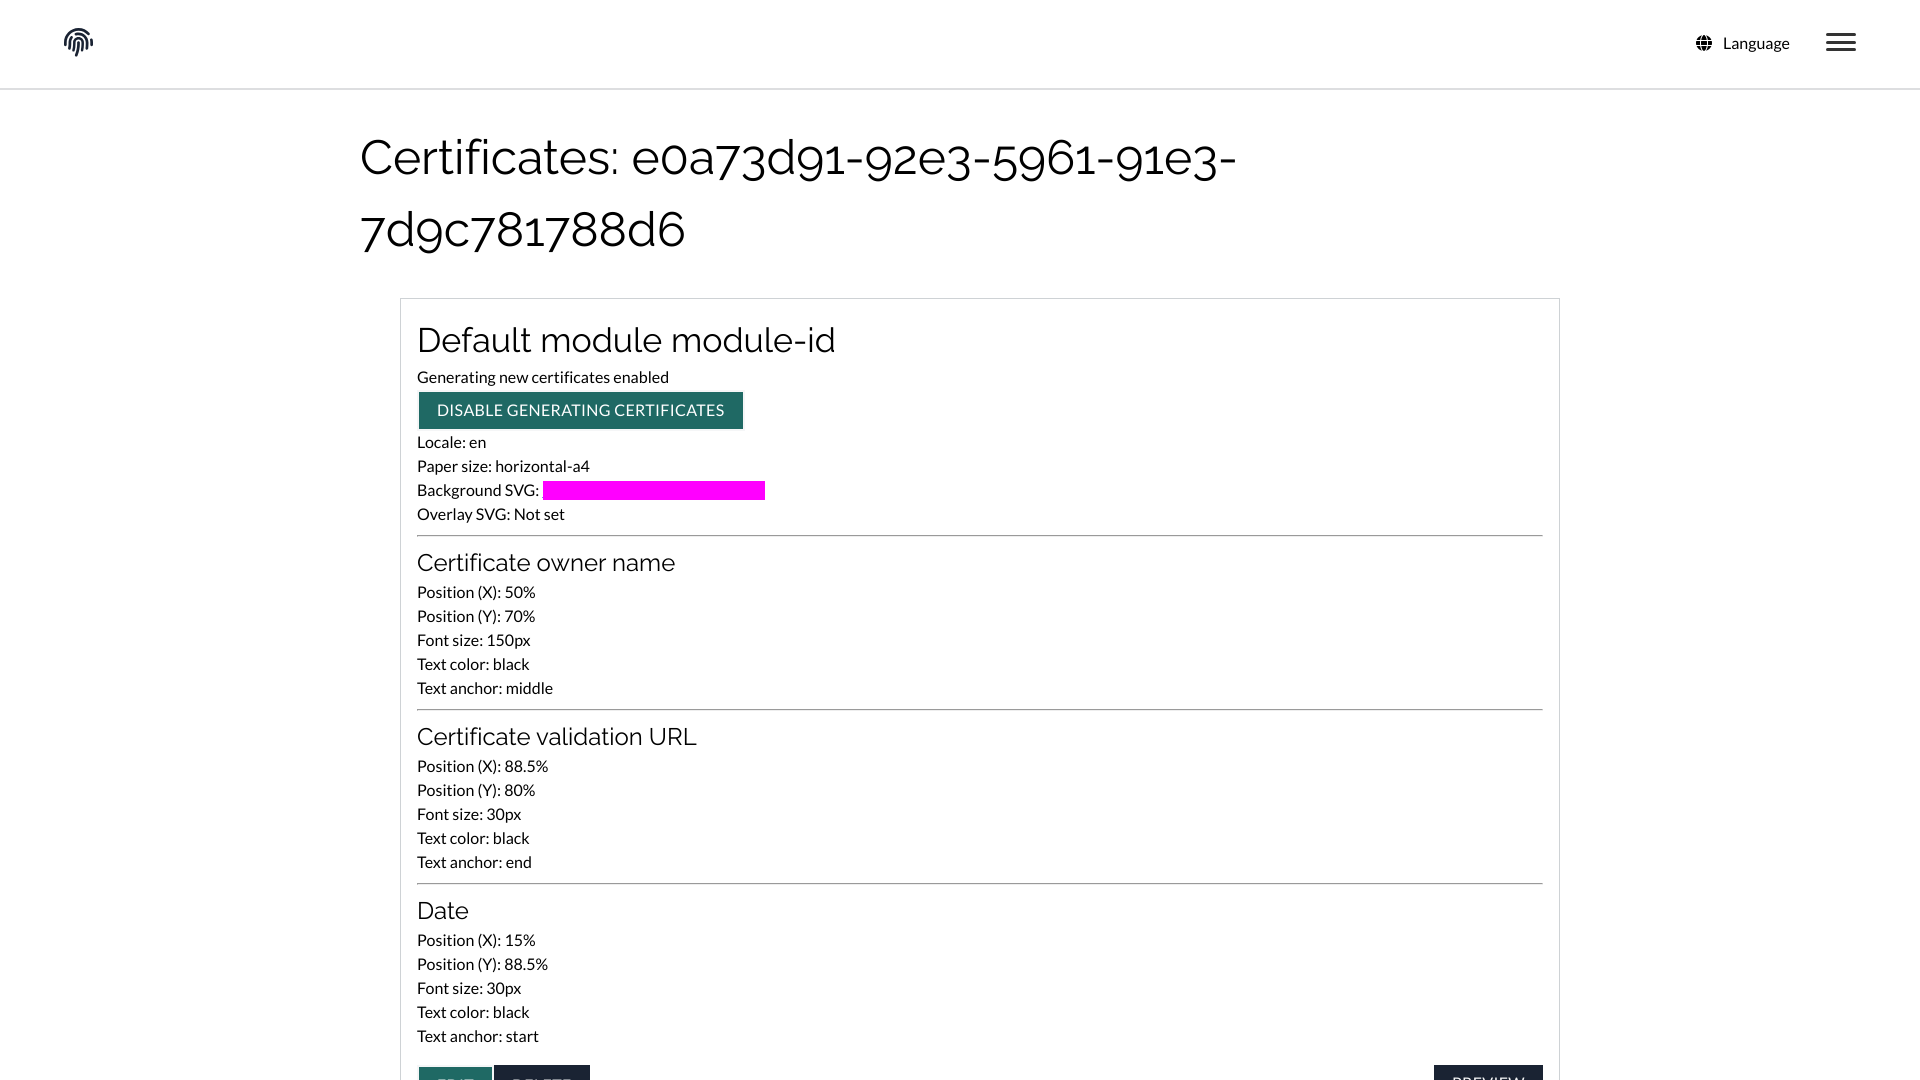 Language
Certificates: e0a73d91-92e3-5961-91e3-
7d9c781788d6
Default module module-id
Generating new certificates enabled
DISABLE GENERATING CERTIFICATES
Locale: en
Paper size: horizontal-a4
Background SVG:
Overlay SVG: Not set
Certificate owner name
Position (X): 50%
Position (Y): 70%
Font size: 150px
Text color: black
Text anchor: middle
Certificate validation URL
Position (X): 88.5%
Position (Y): 80%
Font size: 30px
Text color: black
Text anchor: end
Date
Position (X): 15%
Position (Y): 88.5%
Font size: 30px
Text color: black
Text anchor: start
PREVIEW